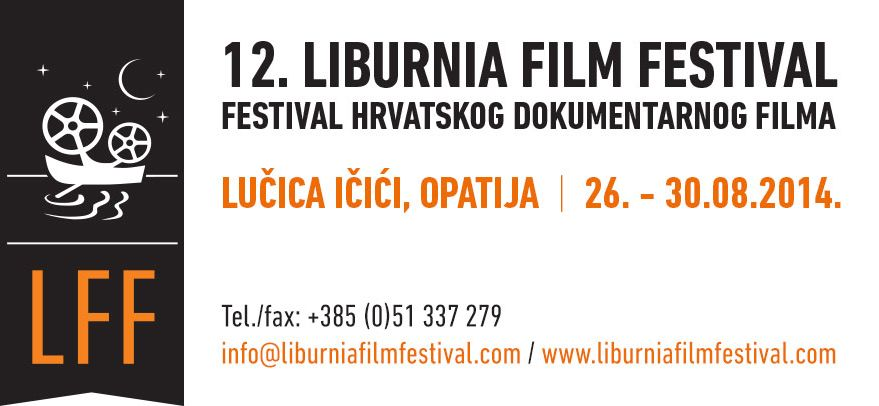 12. LIBURNIA FILM FESTIVAL
FESTIVAL HRVATSKOG DOKUMENTARNOG FILMA
LUČICA IČIĆI, OPATIJA | 26. - 30.08.2014.
LFF
Tel./fax: +385 (0)51 337 279
info@liburniafilmfestival.com / www.liburniafilmfestival.com